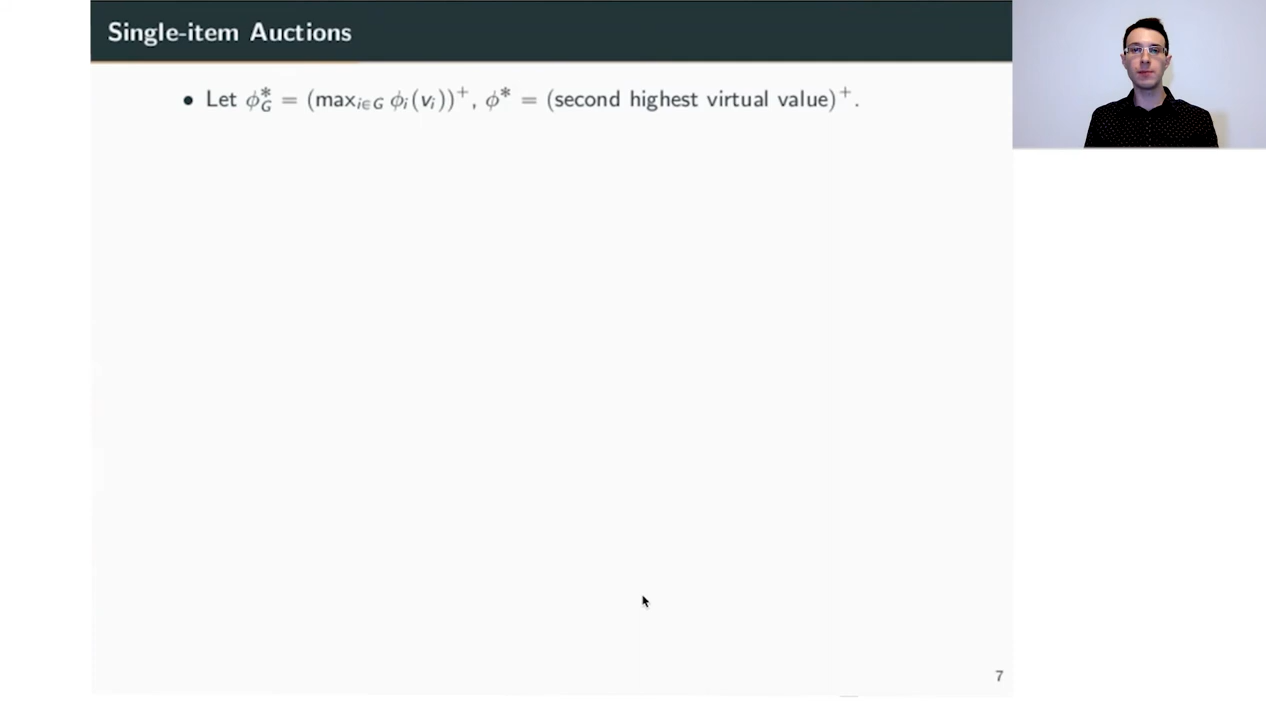 Single-item Auctions
• Let ϕ*_G = (max_{i∈G} ϕ_i(v_i))⁺, ϕ* = (second highest virtual value)⁺.
7